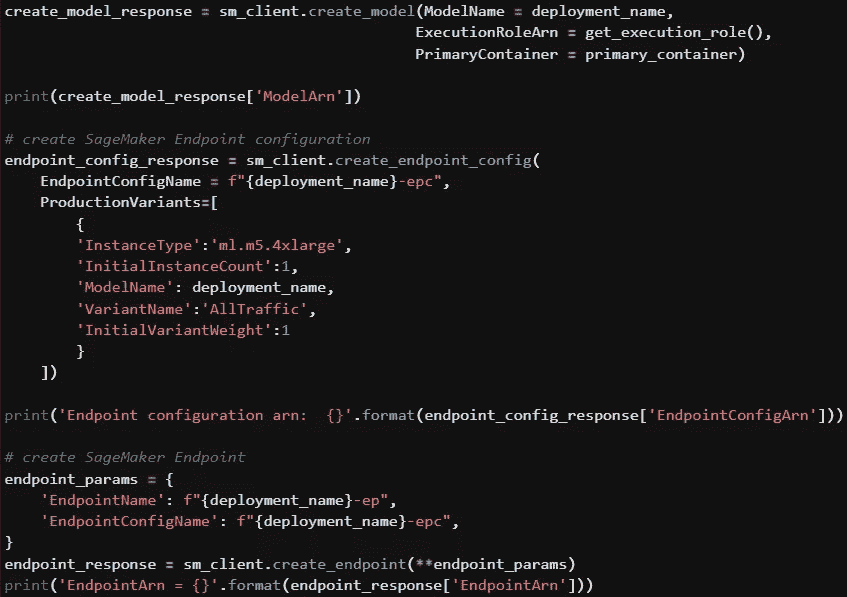 create_model_response = sm_client.create_model(ModelName = deployment_name,
                                              ExecutionRoleArn = get_execution_role(),
                                              PrimaryContainer = primary_container)
print(create_model_response['ModelArn'])
# create SageMaker Endpoint configuration
endpoint_config_response = sm_client.create_endpoint_config(
    EndpointConfigName = f"{deployment_name}-epc",
    ProductionVariants=[
        {
        'InstanceType':'ml.m5.4xlarge',
        'InitialInstanceCount':1,
        'ModelName': deployment_name,
        'VariantName':'AllTraffic',
        'InitialVariantWeight':1
        }
    ])
print('Endpoint configuration arn:  {}'.format(endpoint_config_response['EndpointConfigArn']))
# create SageMaker Endpoint
endpoint_params = {
    'EndpointName': f"{deployment_name}-ep",
    'EndpointConfigName': f"{deployment_name}-epc",
}
endpoint_response = sm_client.create_endpoint(**endpoint_params)
print('EndpointArn = {}'.format(endpoint_response['EndpointArn']))